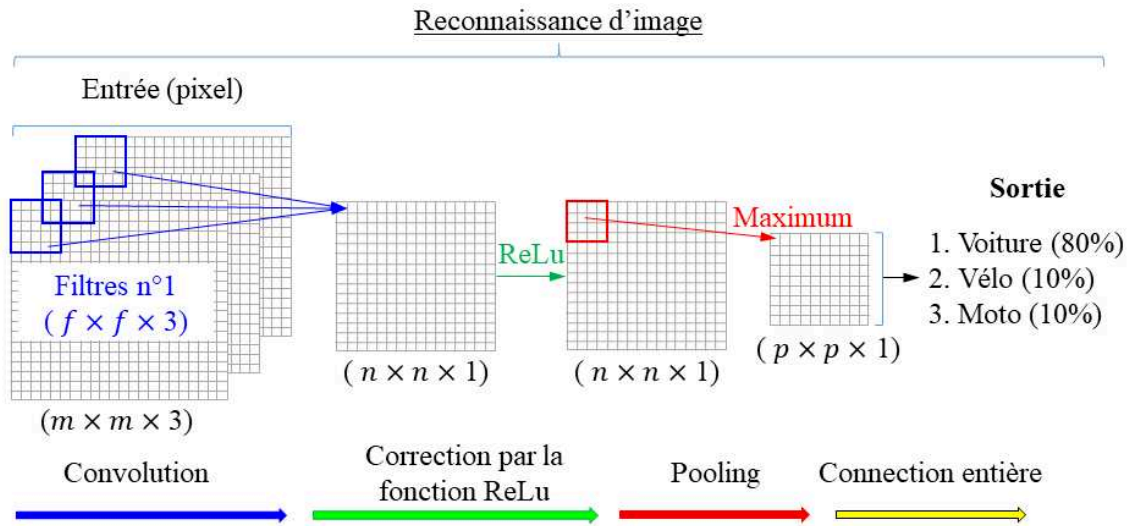 Reconnaissance d'image
Entrée (pixel)
Filtres n°1
( f × f × 3)
(m × m × 3)
( n × n × 1)
ReLu
( n × n × 1)
Maximum
( p × p × 1)
Sortie
1. Voiture (80%)
2. Vélo (10%)
3. Moto (10%)
Convolution
Correction par la
fonction ReLu
Pooling
Connection entière